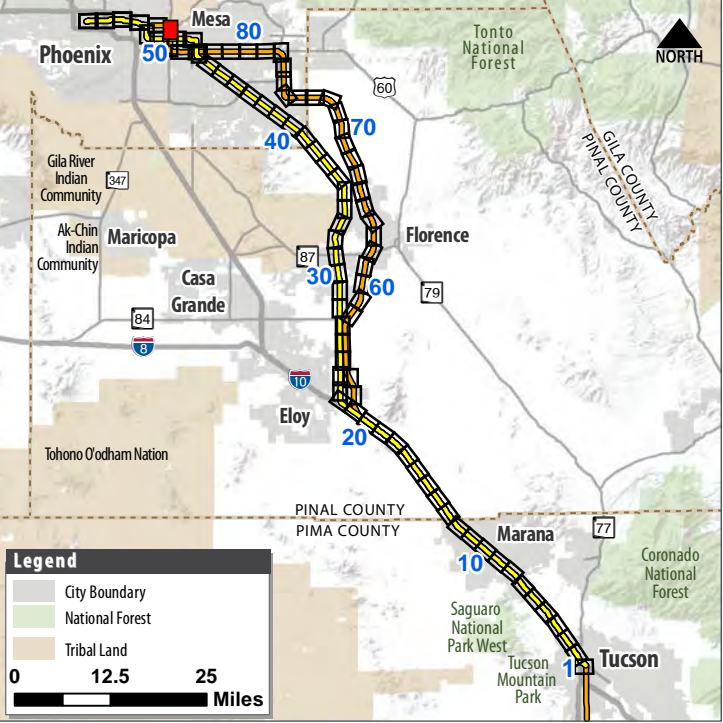 Mesa
80
Phoenix
50
Tonto
National
Forest
NORTH
60
70
40
GILA COUNTY
PINAL COUNTY
Gila River
Indian
Community
347
Ak-Chin
Indian
Community
Maricopa
Florence
87
30
60
Casa
Grande
79
84
8
10
Eloy
20
Tohono O'odham Nation
PINAL COUNTY
PIMA COUNTY
Marana
77
10
Coronado
National
Forest
Saguaro
National
Park West
Tucson
Mountain
Park
1
Tucson
Legend
City Boundary
National Forest
Tribal Land
0 12.5 25
Miles